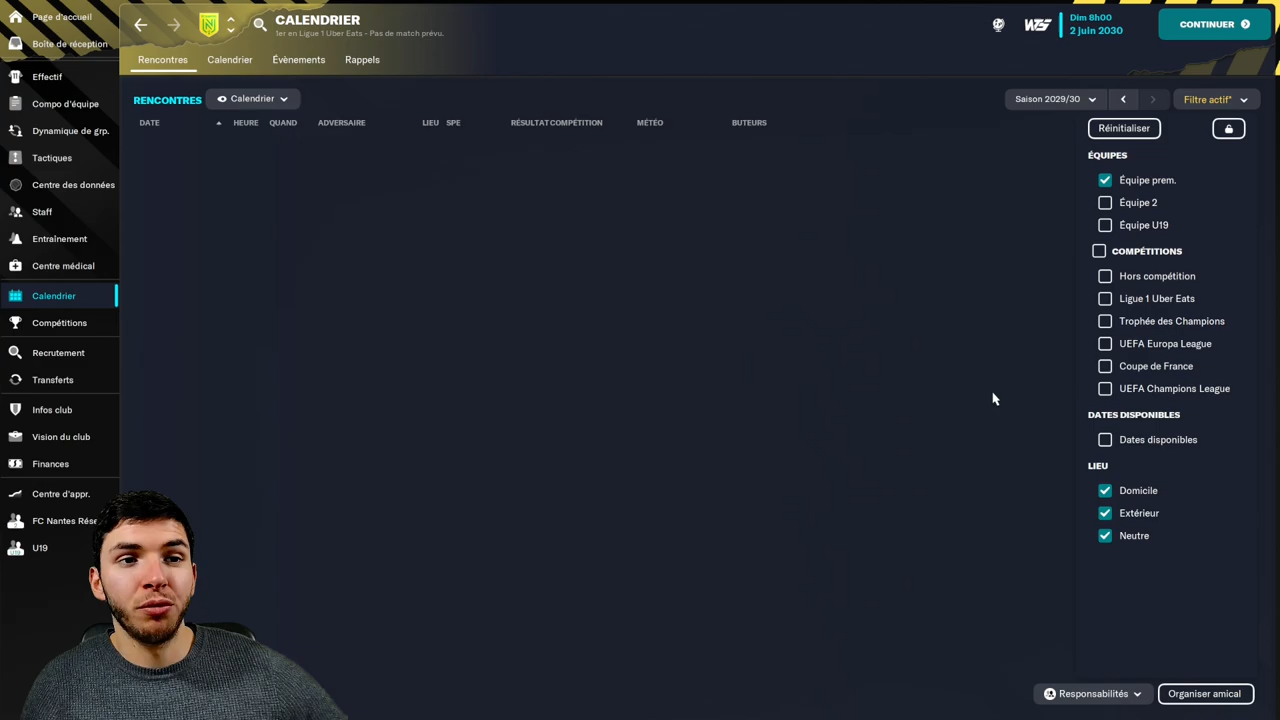 Page d'accueil
Boîte de réception
Effectif
Compo d'équipe
Dynamique de grp.
Tactiques
Centre des données
Staff
Entraînement
Centre médical
Calendrier
Compétitions
Recrutement
Transferts
Infos club
Vision du club
Finances
Centre d'appr.
FC Nantes Rése
U19
CALENDRIER
1er en Ligue 1 Uber Eats - Pas de match prévu.
Dim 8h00
2 juin 2030
CONTINUER
Rencontres Calendrier Évènements Rappels
RENCONTRES Calendrier Saison 2029/30 Filtre actif*
DATE HEURE QUAND ADVERSAIRE LIEU SPE RÉSULTAT COMPÉTITION MÉTÉO BUTEURS
Réinitialiser
ÉQUIPES
Équipe prem.
Équipe 2
Équipe U19
COMPÉTITIONS
Hors compétition
Ligue 1 Uber Eats
Trophée des Champions
UEFA Europa League
Coupe de France
UEFA Champions League
DATES DISPONIBLES
Dates disponibles
LIEU
Domicile
Extérieur
Neutre
Responsabilités Organiser amical